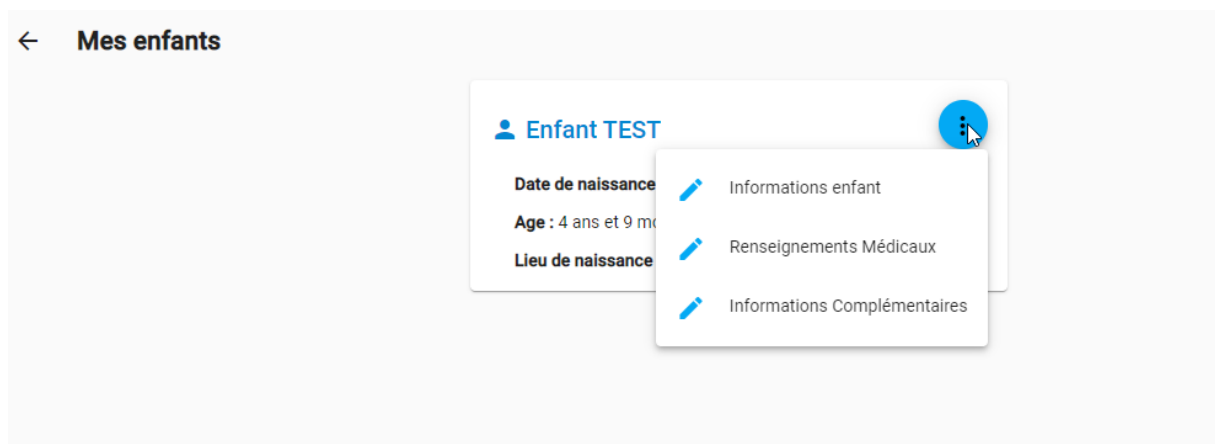 Mes enfants
Enfant TEST
Date de naissance
Age : 4 ans et 9
Lieu de naissance
Informations enfant
Renseignements Médicaux
Informations Complémentaires